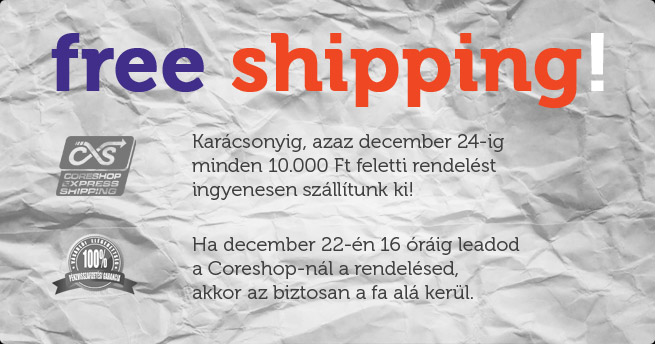 free shipping!
CXS
CORESHOP
EXPRESS
SHIPPING
Karácsonyig, azaz december 24-ig
minden 10.000 Ft feletti rendelést
ingyenesen szállítunk ki!
100%
Ha december 22-én 16 óráig leadod
a Coreshop-nál a rendelésed,
akkor az biztosan a fa alá kerül.